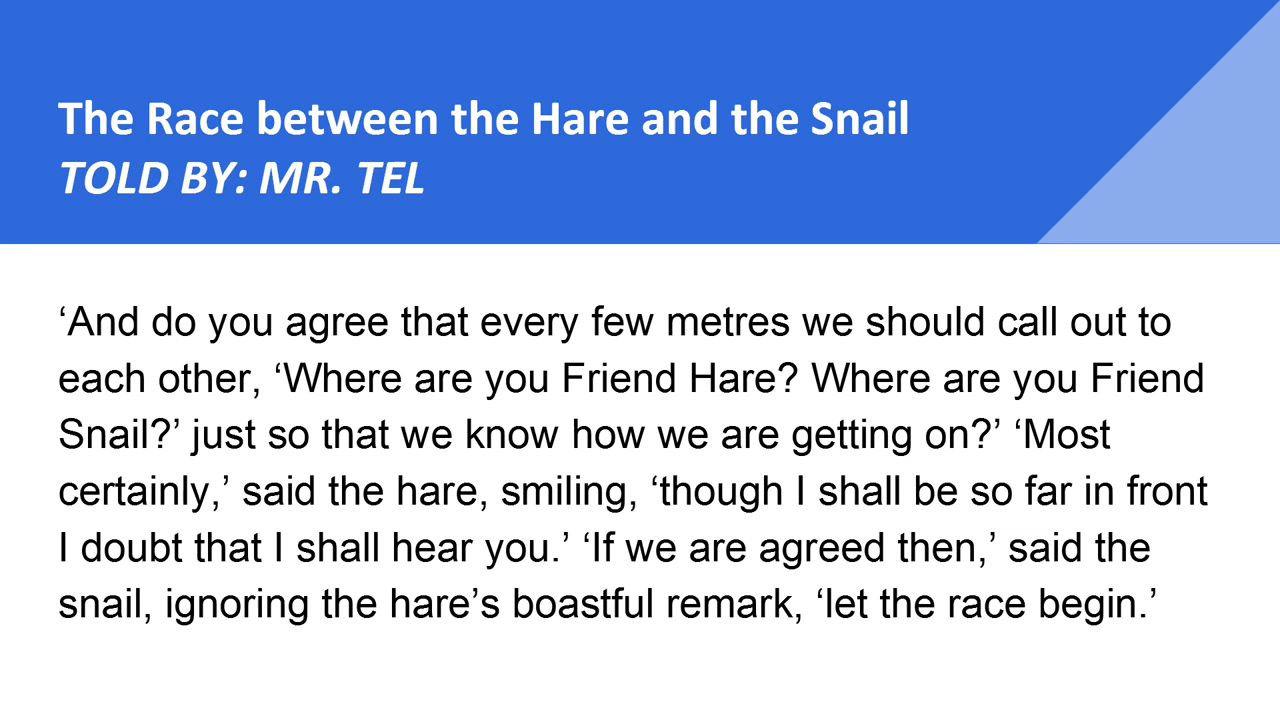 The Race between the Hare and the Snail
TOLD BY: MR. TEL
‘And do you agree that every few metres we should call out to
each other, ‘Where are you Friend Hare? Where are you Friend
Snail?’ just so that we know how we are getting on?’ ‘Most
certainly,’ said the hare, smiling, ‘though I shall be so far in front
I doubt that I shall hear you.’ ‘If we are agreed then,’ said the
snail, ignoring the hare’s boastful remark, ‘let the race begin.’